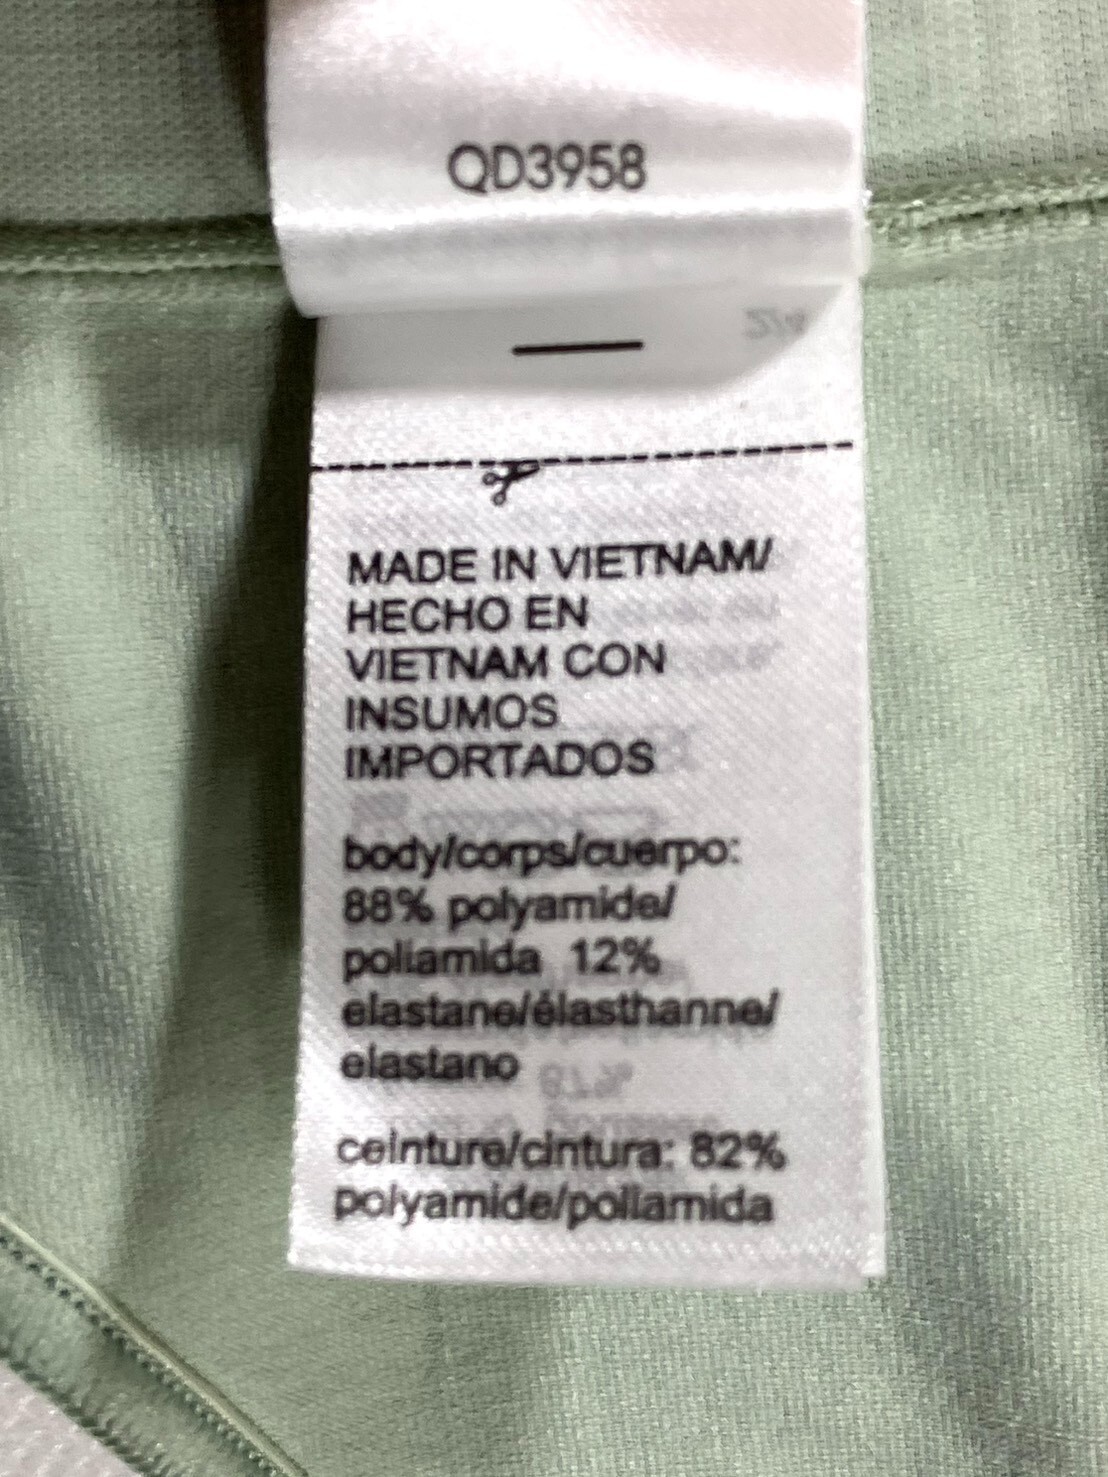 QD3958
MADE IN VIETNAM/
HECHO EN
VIETNAM CON
INSUMOS
IMPORTADOS
body/corps/cuerpo:
88% polyamide/
poliamida 12%
elastane/élasthanne/
elastano
ceinture/cintura: 82%
polyamide/poliamida